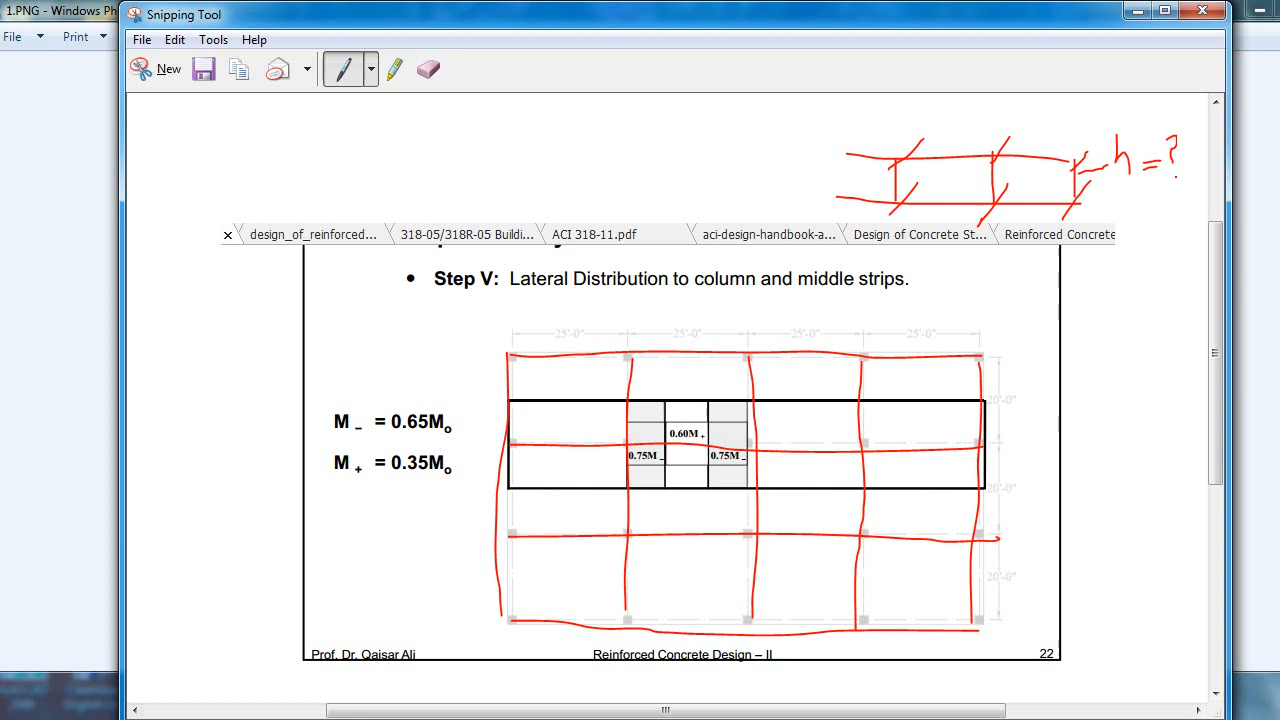 1.PNG - Windows Ph
Snipping Tool
File Print
File Edit Tools Help
New
h = ?
design_of_reinforced... 318-05/318R-05 Buildi... ACI 318-11.pdf aci-design-handbook-a... Design of Concrete St... Reinforced Concrete
• Step V: Lateral Distribution to column and middle strips.
25'-0" 25'-0" 25'-0" 25'-0"
20'-0"
M – = 0.65Mo
0.60M+
0.75M– 0.75M–
M + = 0.35Mo
20'-0"
20'-0"
Prof. Dr. Qaisar Ali Reinforced Concrete Design – II 22